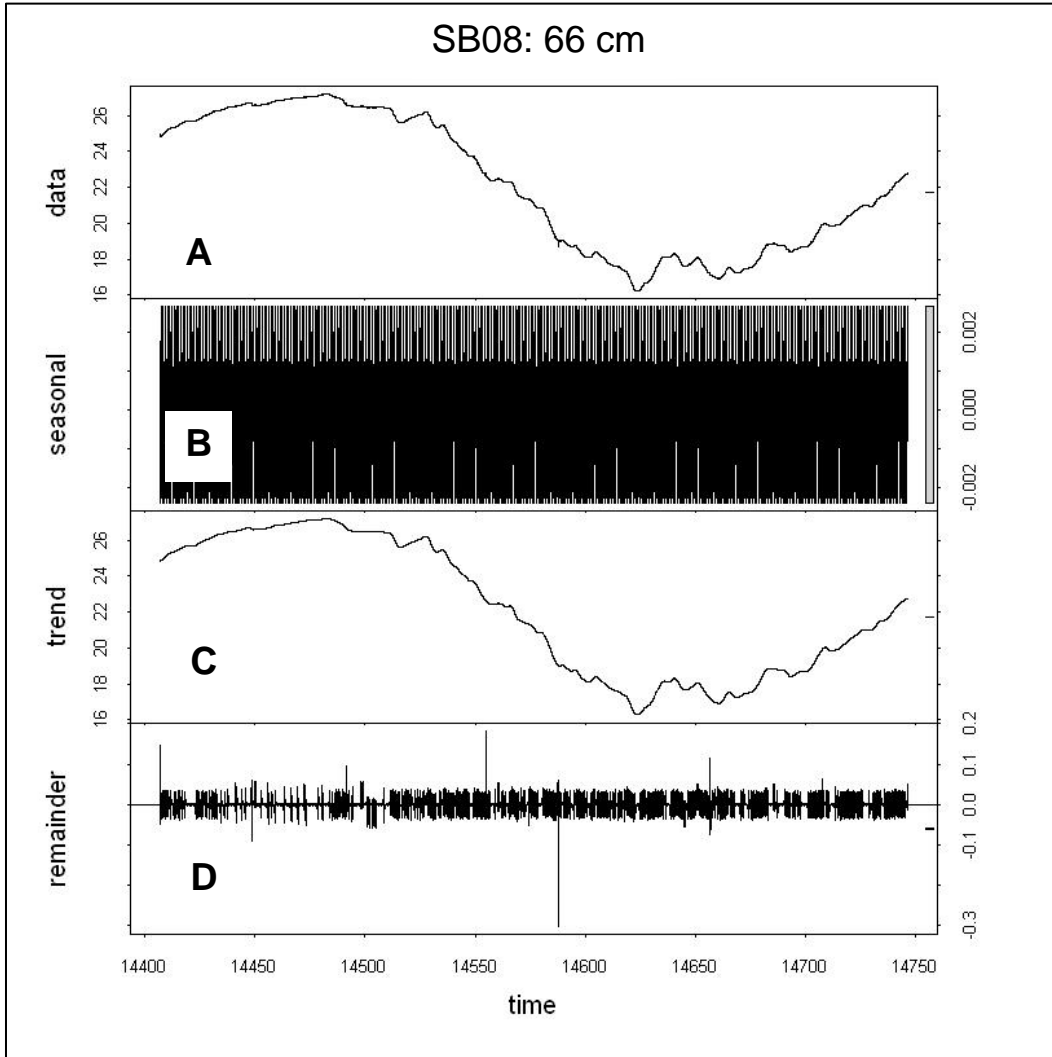 SB08: 66 cm
data
16 18 20 22 24 26
A
seasonal
-0.002 0.000 0.002
B
trend
16 18 20 22 24 26
C
remainder
-0.3 -0.1 0.0 0.1 0.2
D
14400 14450 14500 14550 14600 14650 14700 14750
time